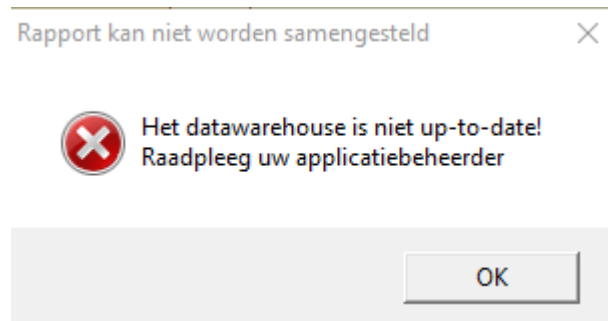 Rapport kan niet worden samengesteld
Het datawarehouse is niet up-to-date!
Raadpleeg uw applicatiebeheerder
OK